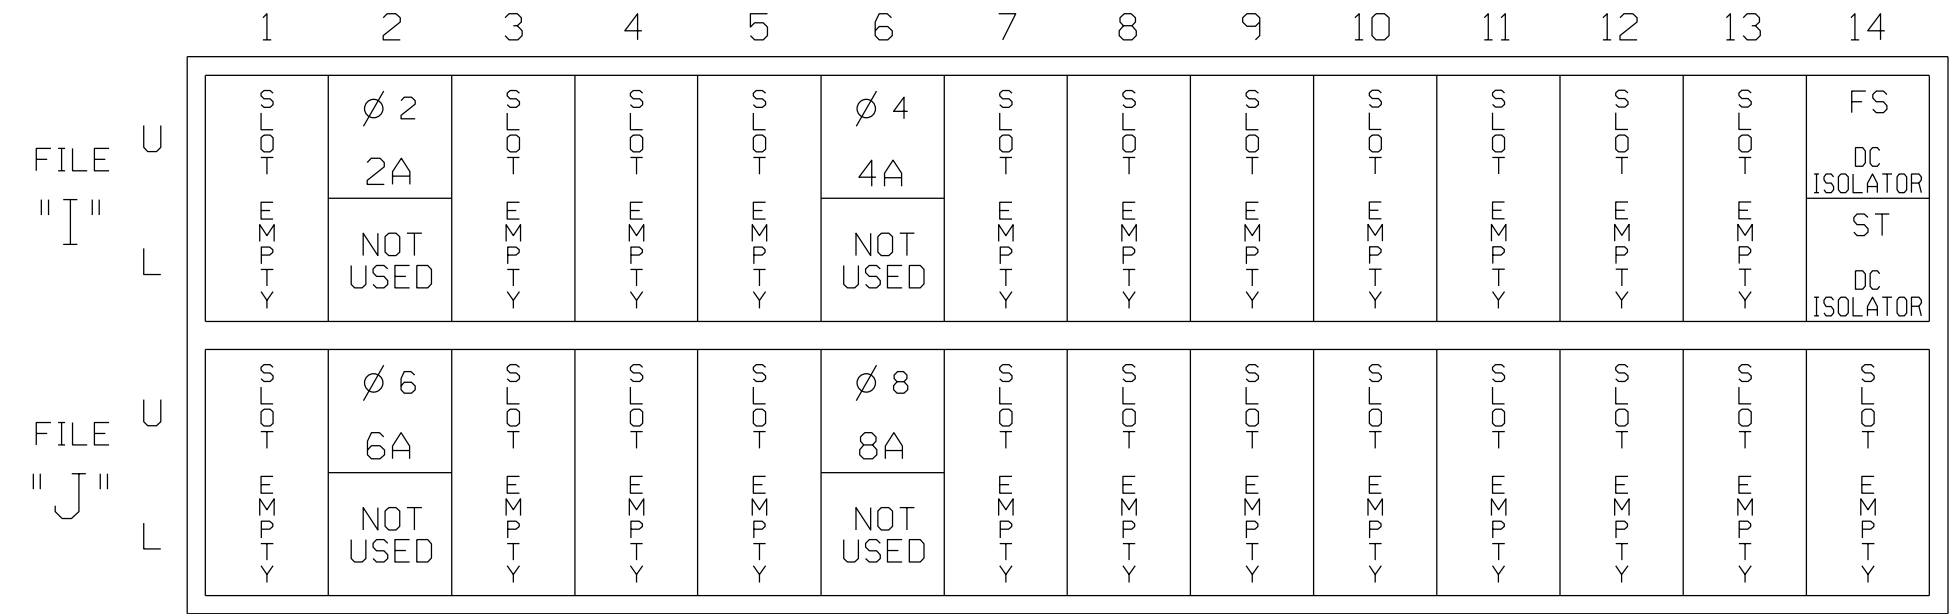 1 2 3 4 5 6 7 8 9 10 11 12 13 14
FILE "I"
U
L
SLOT EMPTY
Ø 2
2A
NOT USED
SLOT EMPTY
SLOT EMPTY
SLOT EMPTY
Ø 4
4A
NOT USED
SLOT EMPTY
SLOT EMPTY
SLOT EMPTY
SLOT EMPTY
SLOT EMPTY
SLOT EMPTY
SLOT EMPTY
FS
DC
ISOLATOR
ST
DC
ISOLATOR
FILE "J"
U
L
SLOT EMPTY
Ø 6
6A
NOT USED
SLOT EMPTY
SLOT EMPTY
SLOT EMPTY
Ø 8
8A
NOT USED
SLOT EMPTY
SLOT EMPTY
SLOT EMPTY
SLOT EMPTY
SLOT EMPTY
SLOT EMPTY
SLOT EMPTY
SLOT EMPTY